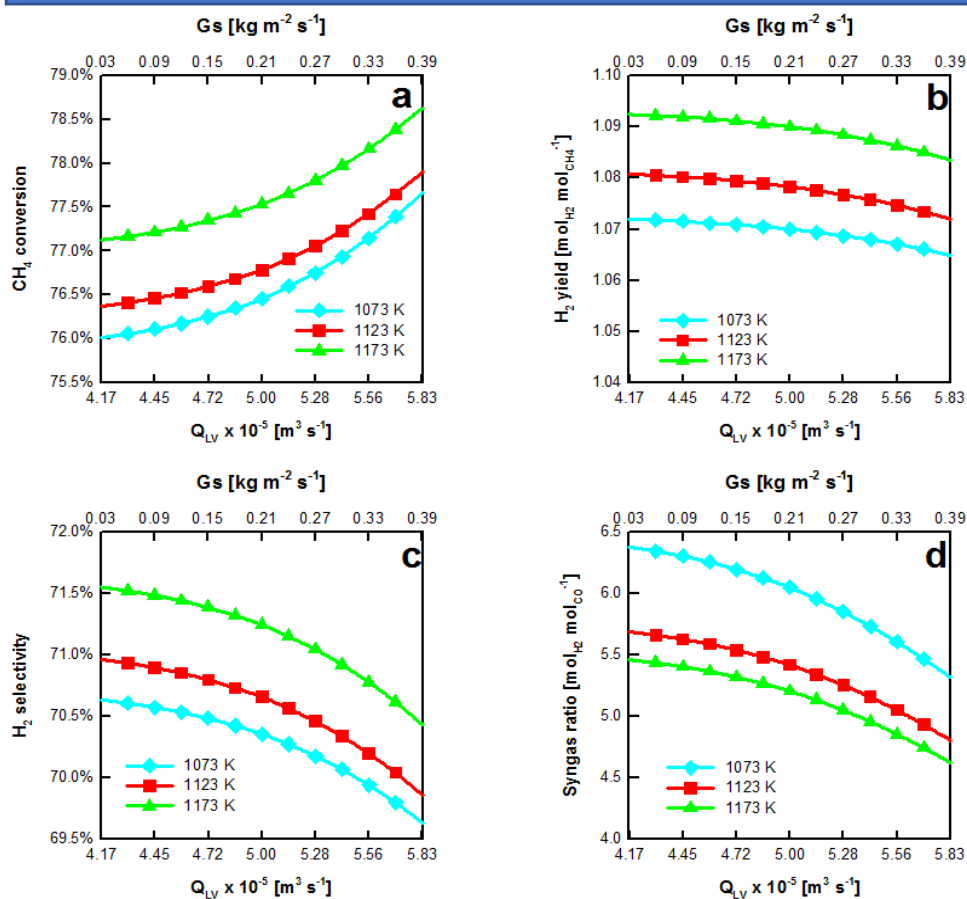 Gs [kg m⁻² s⁻¹]
0.03 0.09 0.15 0.21 0.27 0.33 0.39
a
CH₄ conversion
79.0%
78.5%
78.0%
77.5%
77.0%
76.5%
76.0%
75.5%
1073 K
1123 K
1173 K
4.17 4.45 4.72 5.00 5.28 5.56 5.83
Q_LV x 10⁻⁵ [m³ s⁻¹]
Gs [kg m⁻² s⁻¹]
0.03 0.09 0.15 0.21 0.27 0.33 0.39
b
H₂ yield [mol_H2 mol_CH4⁻¹]
1.10
1.09
1.08
1.07
1.06
1.05
1.04
1073 K
1123 K
1173 K
4.17 4.45 4.72 5.00 5.28 5.56 5.83
Q_LV x 10⁻⁵ [m³ s⁻¹]
Gs [kg m⁻² s⁻¹]
0.03 0.09 0.15 0.21 0.27 0.33 0.39
c
H₂ selectivity
72.0%
71.5%
71.0%
70.5%
70.0%
69.5%
1073 K
1123 K
1173 K
4.17 4.45 4.72 5.00 5.28 5.56 5.83
Q_LV x 10⁻⁵ [m³ s⁻¹]
Gs [kg m⁻² s⁻¹]
0.03 0.09 0.15 0.21 0.27 0.33 0.39
d
Syngas ratio [mol_H2 mol_CO⁻¹]
6.5
6.0
5.5
5.0
4.5
4.0
1073 K
1123 K
1173 K
4.17 4.45 4.72 5.00 5.28 5.56 5.83
Q_LV x 10⁻⁵ [m³ s⁻¹]